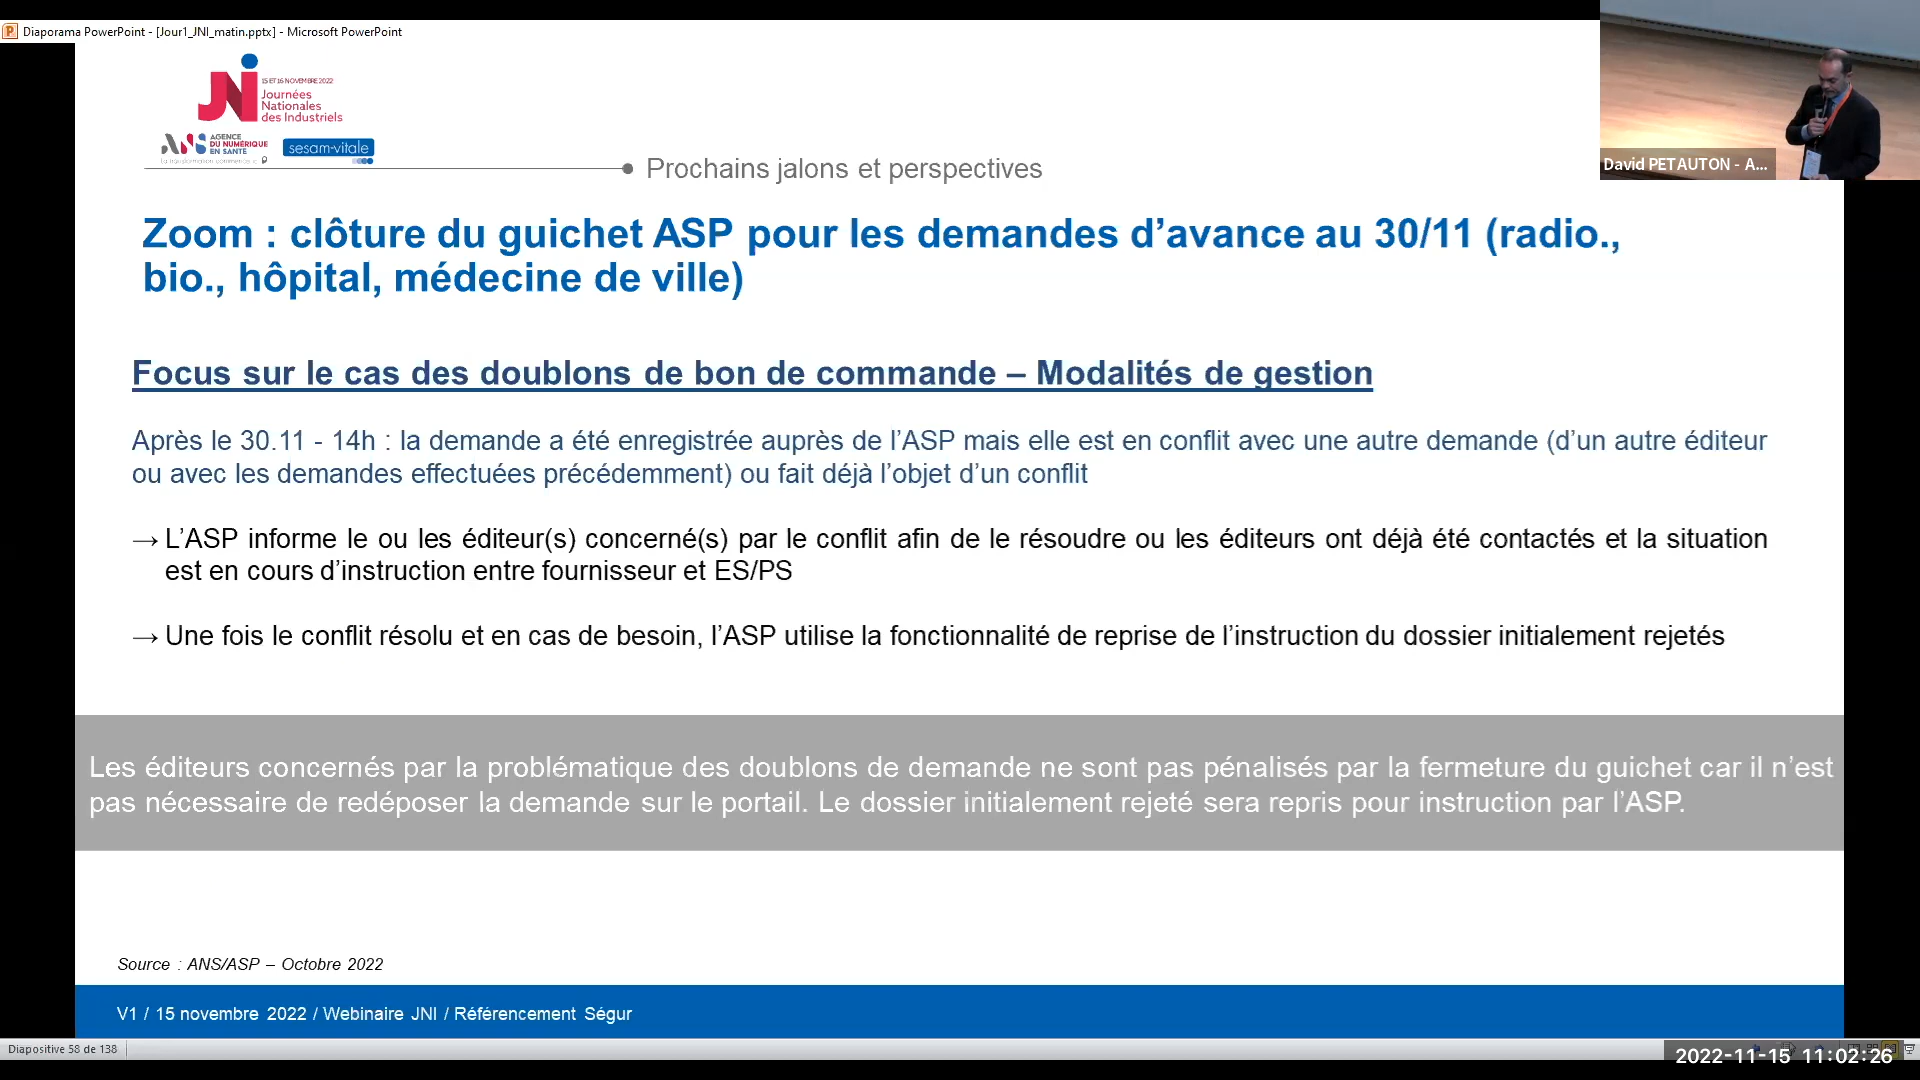 Diaporama PowerPoint - [Jour1_JNI_matin.pptx] - Microsoft PowerPoint
JNI
15 ET 16 NOVEMBRE 2022
Journées
Nationales
des Industriels
ANS AGENCE
DU NUMÉRIQUE
EN SANTÉ
sesam-vitale
La transformation commence ici
Prochains jalons et perspectives
David PETAUTON - A...
Zoom : clôture du guichet ASP pour les demandes d’avance au 30/11 (radio.,
bio., hôpital, médecine de ville)
Focus sur le cas des doublons de bon de commande – Modalités de gestion
Après le 30.11 - 14h : la demande a été enregistrée auprès de l’ASP mais elle est en conflit avec une autre demande (d’un autre éditeur
ou avec les demandes effectuées précédemment) ou fait déjà l’objet d’un conflit
→ L’ASP informe le ou les éditeur(s) concerné(s) par le conflit afin de le résoudre ou les éditeurs ont déjà été contactés et la situation
est en cours d’instruction entre fournisseur et ES/PS
→ Une fois le conflit résolu et en cas de besoin, l’ASP utilise la fonctionnalité de reprise de l’instruction du dossier initialement rejetés
Les éditeurs concernés par la problématique des doublons de demande ne sont pas pénalisés par la fermeture du guichet car il n’est
pas nécessaire de redéposer la demande sur le portail. Le dossier initialement rejeté sera repris pour instruction par l’ASP.
Source : ANS/ASP – Octobre 2022
V1 / 15 novembre 2022 / Webinaire JNI / Référencement Ségur
Diapositive 58 de 138
2022-11-15 11:02:26